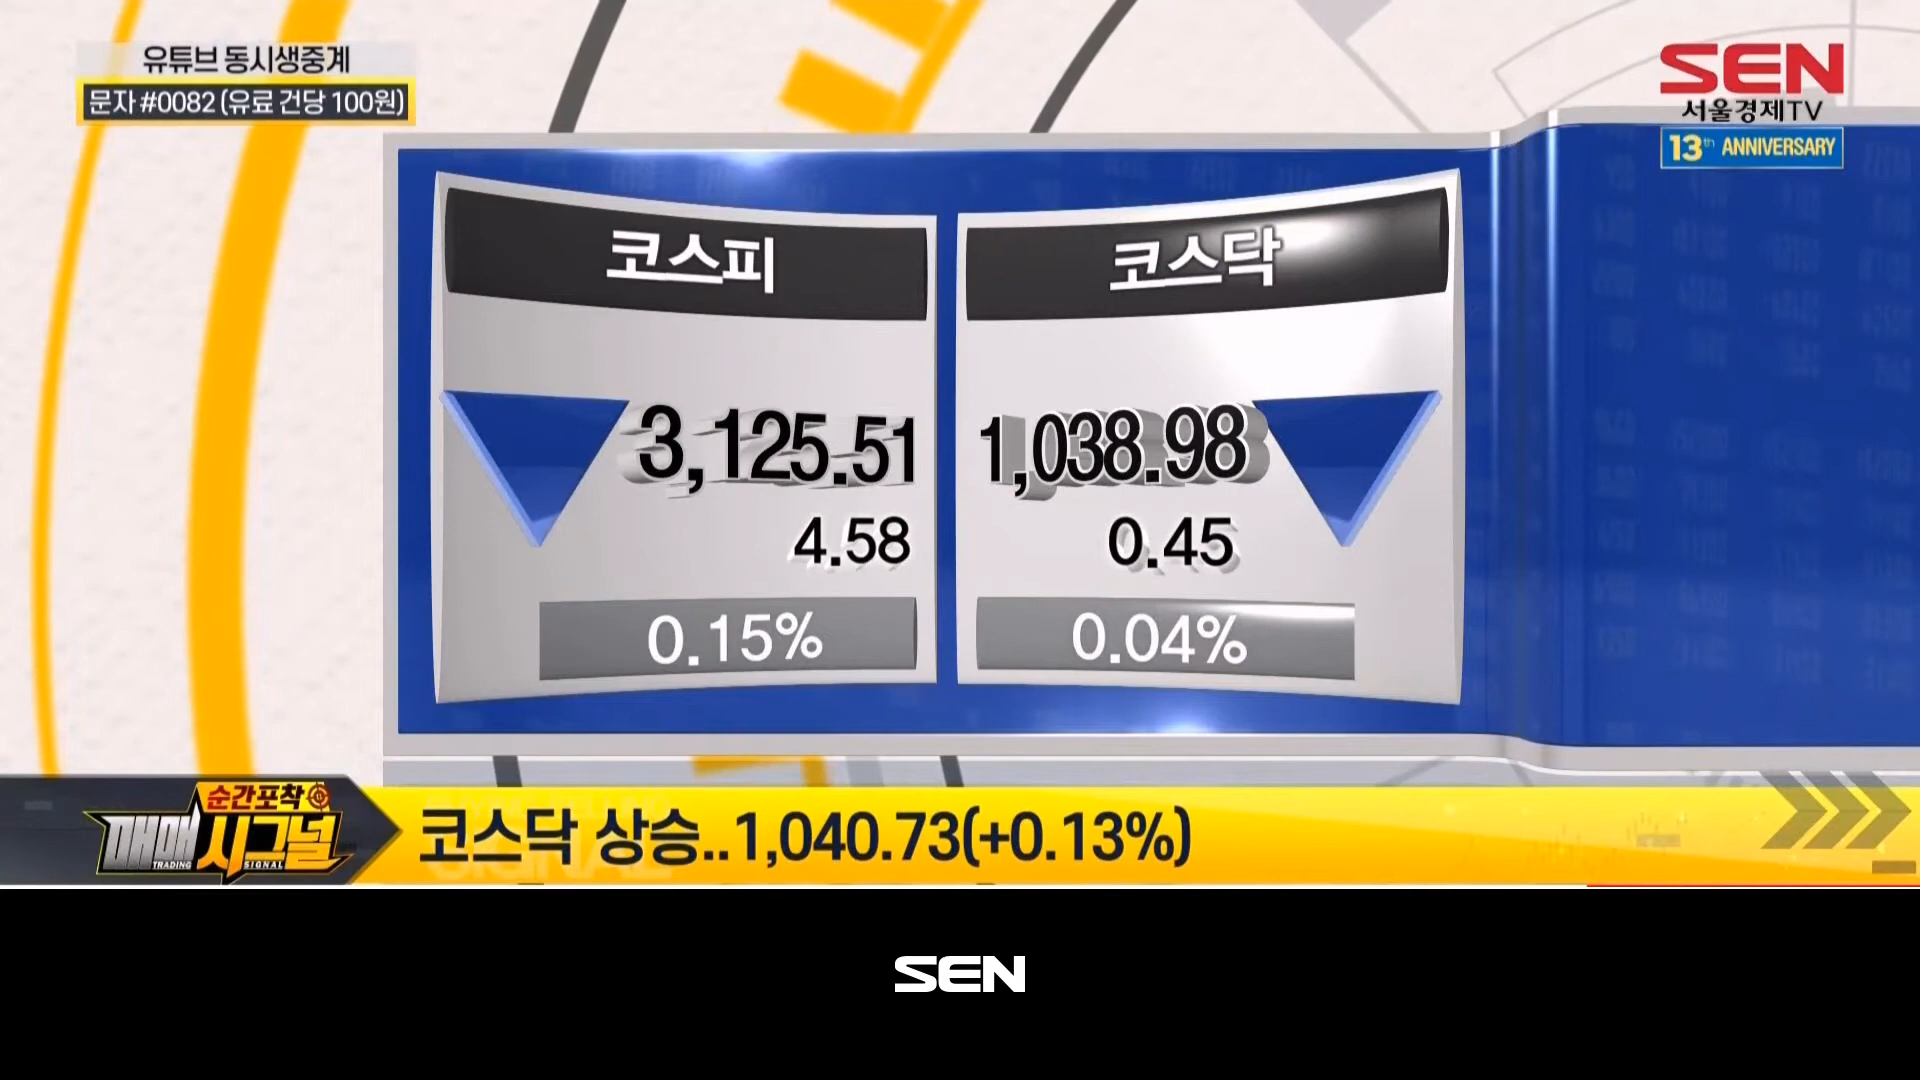 유튜브 동시생중계
문자 #0082 (유료 건당 100원)
SEN
서울경제TV
13th ANNIVERSARY
코스피
3,125.51
4.58
0.15%
코스닥
1,038.98
0.45
0.04%
순간포착
매매 시그널
TRADING SIGNAL
코스닥 상승..1,040.73(+0.13%)
SEN